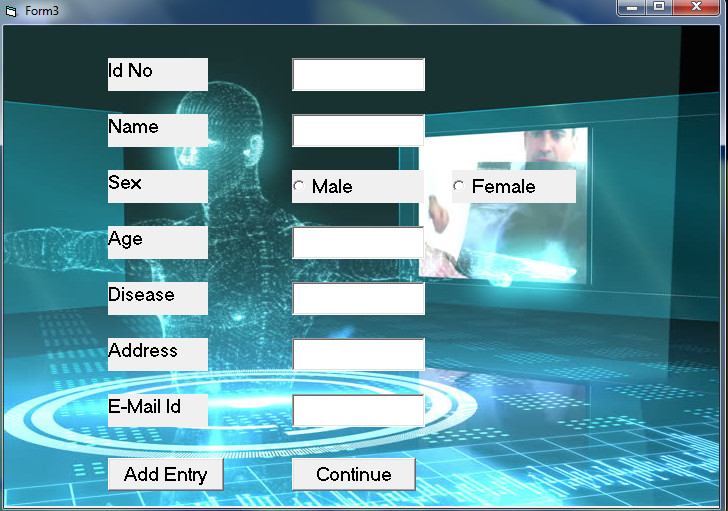 Form3
Id No
Name
Sex
Male
Female
Age
Disease
Address
E-Mail Id
Add Entry
Continue